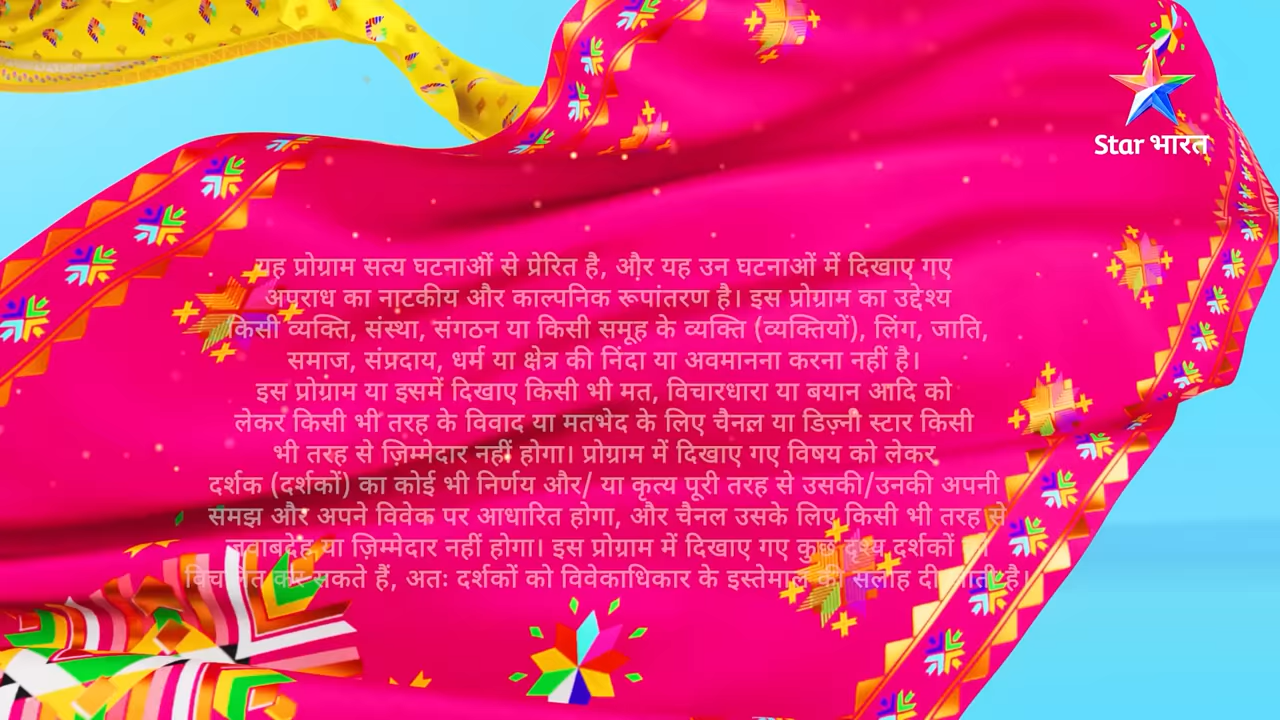 Star भारत
यह प्रोग्राम सत्य घटनाओं से प्रेरित है, और यह उन घटनाओं में दिखाए गए
अपराध का नाटकीय और काल्पनिक रूपांतरण है। इस प्रोग्राम का उद्देश्य
किसी व्यक्ति, संस्था, संगठन या किसी समूह के व्यक्ति (व्यक्तियों), लिंग, जाति,
समाज, संप्रदाय, धर्म या क्षेत्र की निंदा या अवमानना करना नहीं है।
इस प्रोग्राम या इसमें दिखाए किसी भी मत, विचारधारा या बयान आदि को
लेकर किसी भी तरह के विवाद या मतभेद के लिए चैनल या डिज़्नी स्टार किसी
भी तरह से ज़िम्मेदार नहीं होगा। प्रोग्राम में दिखाए गए विषय को लेकर
दर्शक (दर्शकों) का कोई भी निर्णय और/ या कृत्य पूरी तरह से उसकी/उनकी अपनी
समझ और अपने विवेक पर आधारित होगा, और चैनल उसके लिए किसी भी तरह से
जवाबदेह या ज़िम्मेदार नहीं होगा। इस प्रोग्राम में दिखाए गए कुछ दृश्य दर्शकों
विचलित कर सकते हैं, अतः दर्शकों को विवेकाधिकार के इस्तेमाल की सलाह दी जाती है।